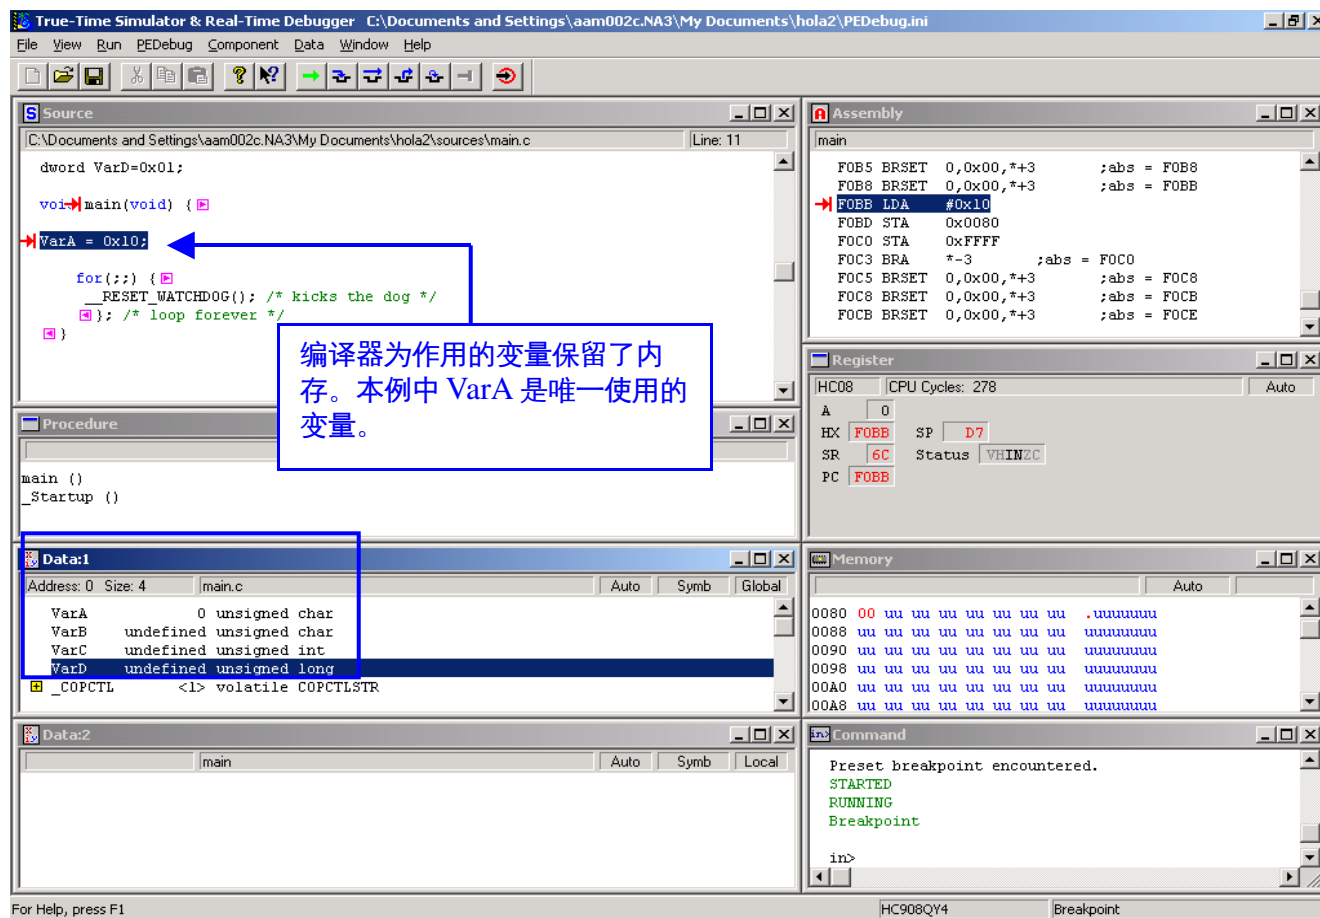 True-Time Simulator & Real-Time Debugger C:\Documents and Settings\aam002c.NA3\My Documents\hola2\PEDebug.ini
File View Run PEDebug Component Data Window Help
Source
C:\Documents and Settings\aam002c.NA3\My Documents\hola2\sources\main.c Line: 11
dword VarD=0x01;
void main(void) {
VarA = 0x10;
for(;;) {
__RESET_WATCHDOG(); /* kicks the dog */
}; /* loop forever */
}
编译器为作用的变量保留了内
存。本例中 VarA 是唯一使用的
变量。
Assembly
main
F0B5 BRSET 0,0x00,*+3 ;abs = F0B8
F0B8 BRSET 0,0x00,*+3 ;abs = F0BB
F0BB LDA #0x10
F0BD STA 0x0080
F0C0 STA 0xFFFF
F0C3 BRA *-3 ;abs = F0C0
F0C5 BRSET 0,0x00,*+3 ;abs = F0C8
F0C8 BRSET 0,0x00,*+3 ;abs = F0CB
F0CB BRSET 0,0x00,*+3 ;abs = F0CE
Register
HC08 CPU Cycles: 278 Auto
A 0
HX F0BB SP D7
SR 6C Status VHINZC
PC F0BB
Procedure
main ()
_Startup ()
Data:1
Address: 0 Size: 4 main.c Auto Symb Global
VarA 0 unsigned char
VarB undefined unsigned char
VarC undefined unsigned int
VarD undefined unsigned long
_COPCTL <1> volatile COPCTLSTR
Memory
Auto
0080 00 uu uu uu uu uu uu uu .uuuuuuu
0088 uu uu uu uu uu uu uu uu uuuuuuuu
0090 uu uu uu uu uu uu uu uu uuuuuuuu
0098 uu uu uu uu uu uu uu uu uuuuuuuu
00A0 uu uu uu uu uu uu uu uu uuuuuuuu
00A8 uu uu uu uu uu uu uu uu uuuuuuuu
Data:2
main Auto Symb Local
Command
Preset breakpoint encountered.
STARTED
RUNNING
Breakpoint
in>
For Help, press F1 HC908QY4 Breakpoint